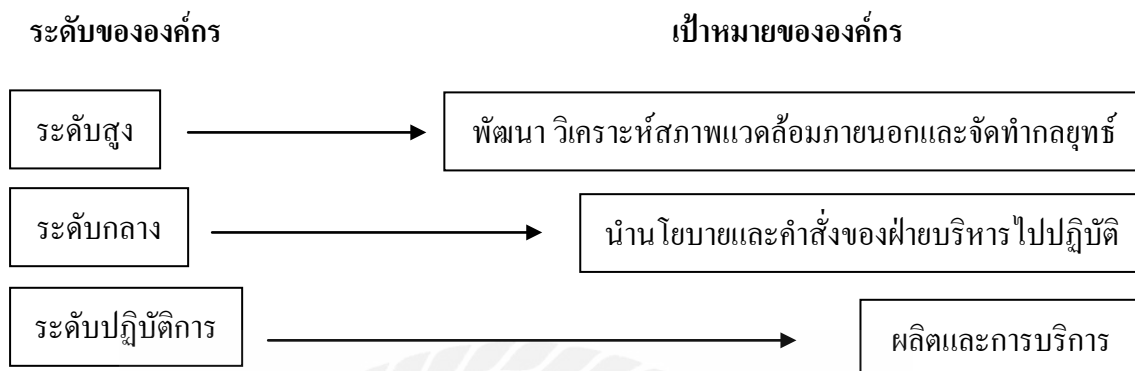 ระดับขององค์กร เป้าหมายขององค์กร
ระดับสูง พัฒนา วิเคราะห์สภาพแวดล้อมภายนอกและจัดทำกลยุทธ์
ระดับกลาง นำนโยบายและคำสั่งของฝ่ายบริหารไปปฏิบัติ
ระดับปฏิบัติการ ผลิตและการบริการ